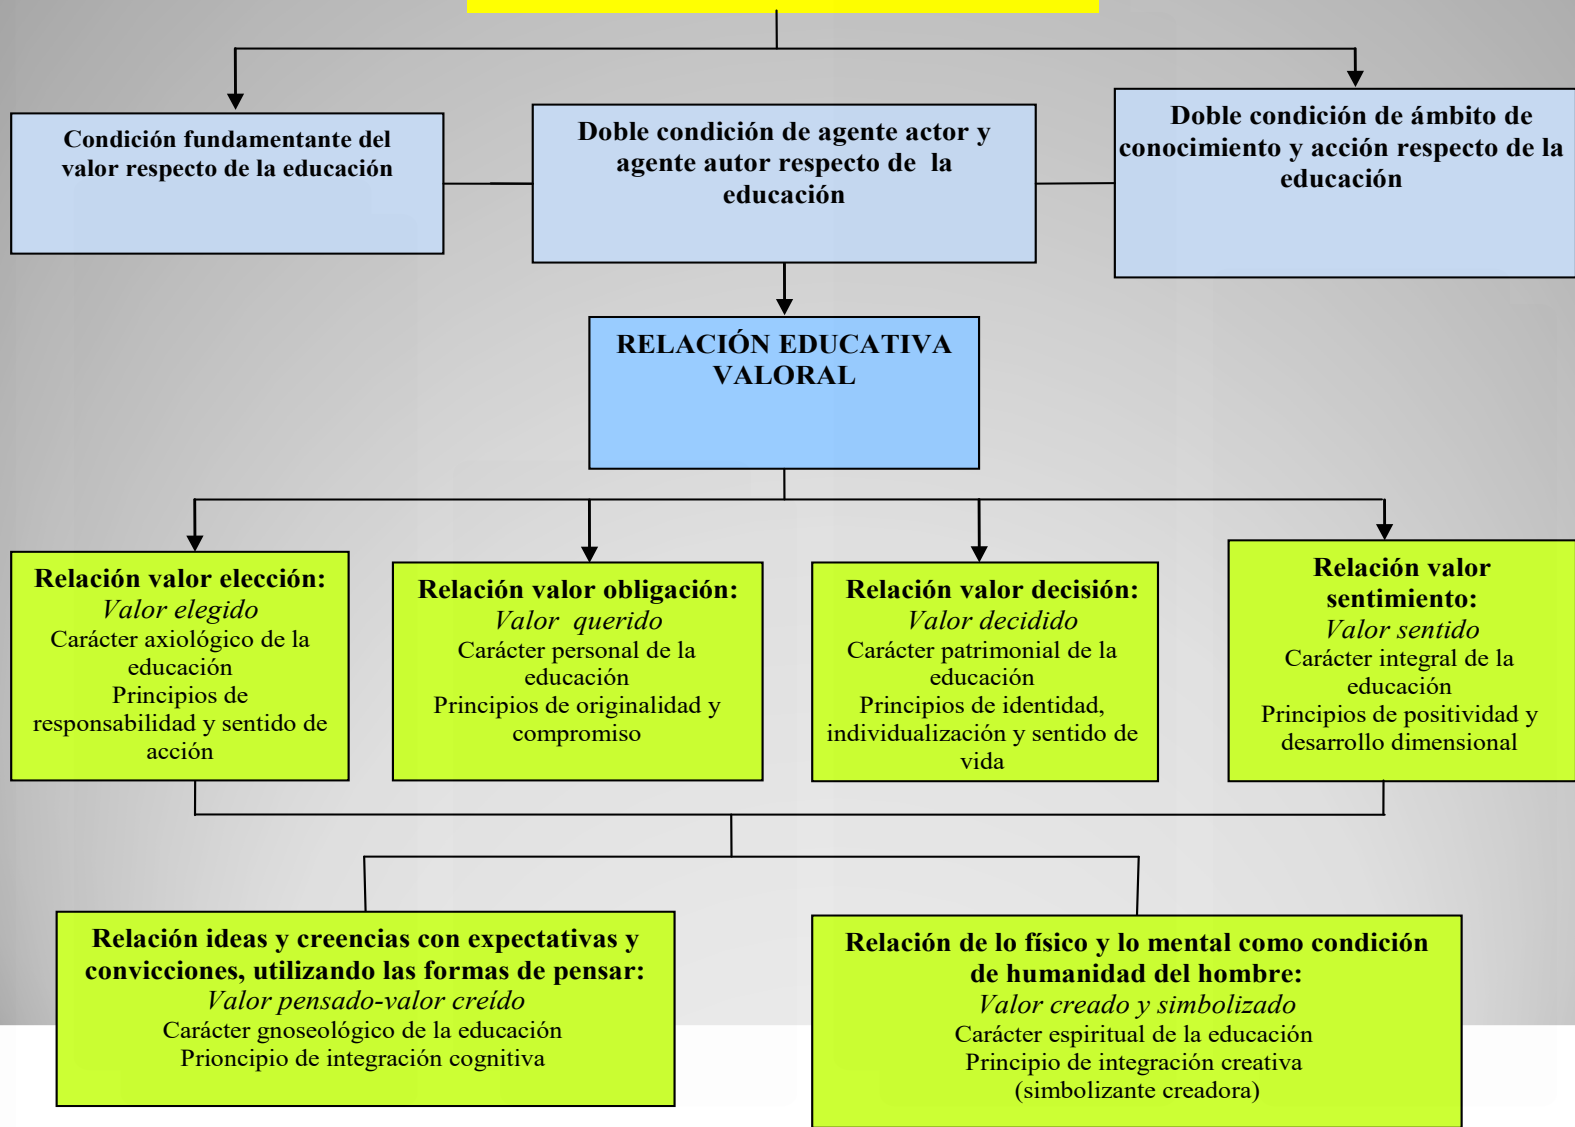 Condición fundamentante del
valor respecto de la educación
Doble condición de agente actor y
agente autor respecto de la
educación
Doble condición de ámbito de
conocimiento y acción respecto de la
educación
RELACIÓN EDUCATIVA
VALORAL
Relación valor elección:
Valor elegido
Carácter axiológico de la
educación
Principios de
responsabilidad y sentido de
acción
Relación valor obligación:
Valor querido
Carácter personal de la
educación
Principios de originalidad y
compromiso
Relación valor decisión:
Valor decidido
Carácter patrimonial de la
educación
Principios de identidad,
individualización y sentido de
vida
Relación valor
sentimiento:
Valor sentido
Carácter integral de la
educación
Principios de positividad y
desarrollo dimensional
Relación ideas y creencias con expectativas y
convicciones, utilizando las formas de pensar:
Valor pensado-valor creído
Carácter gnoseológico de la educación
Prioncipio de integración cognitiva
Relación de lo físico y lo mental como condición
de humanidad del hombre:
Valor creado y simbolizado
Carácter espiritual de la educación
Principio de integración creativa
(simbolizante creadora)